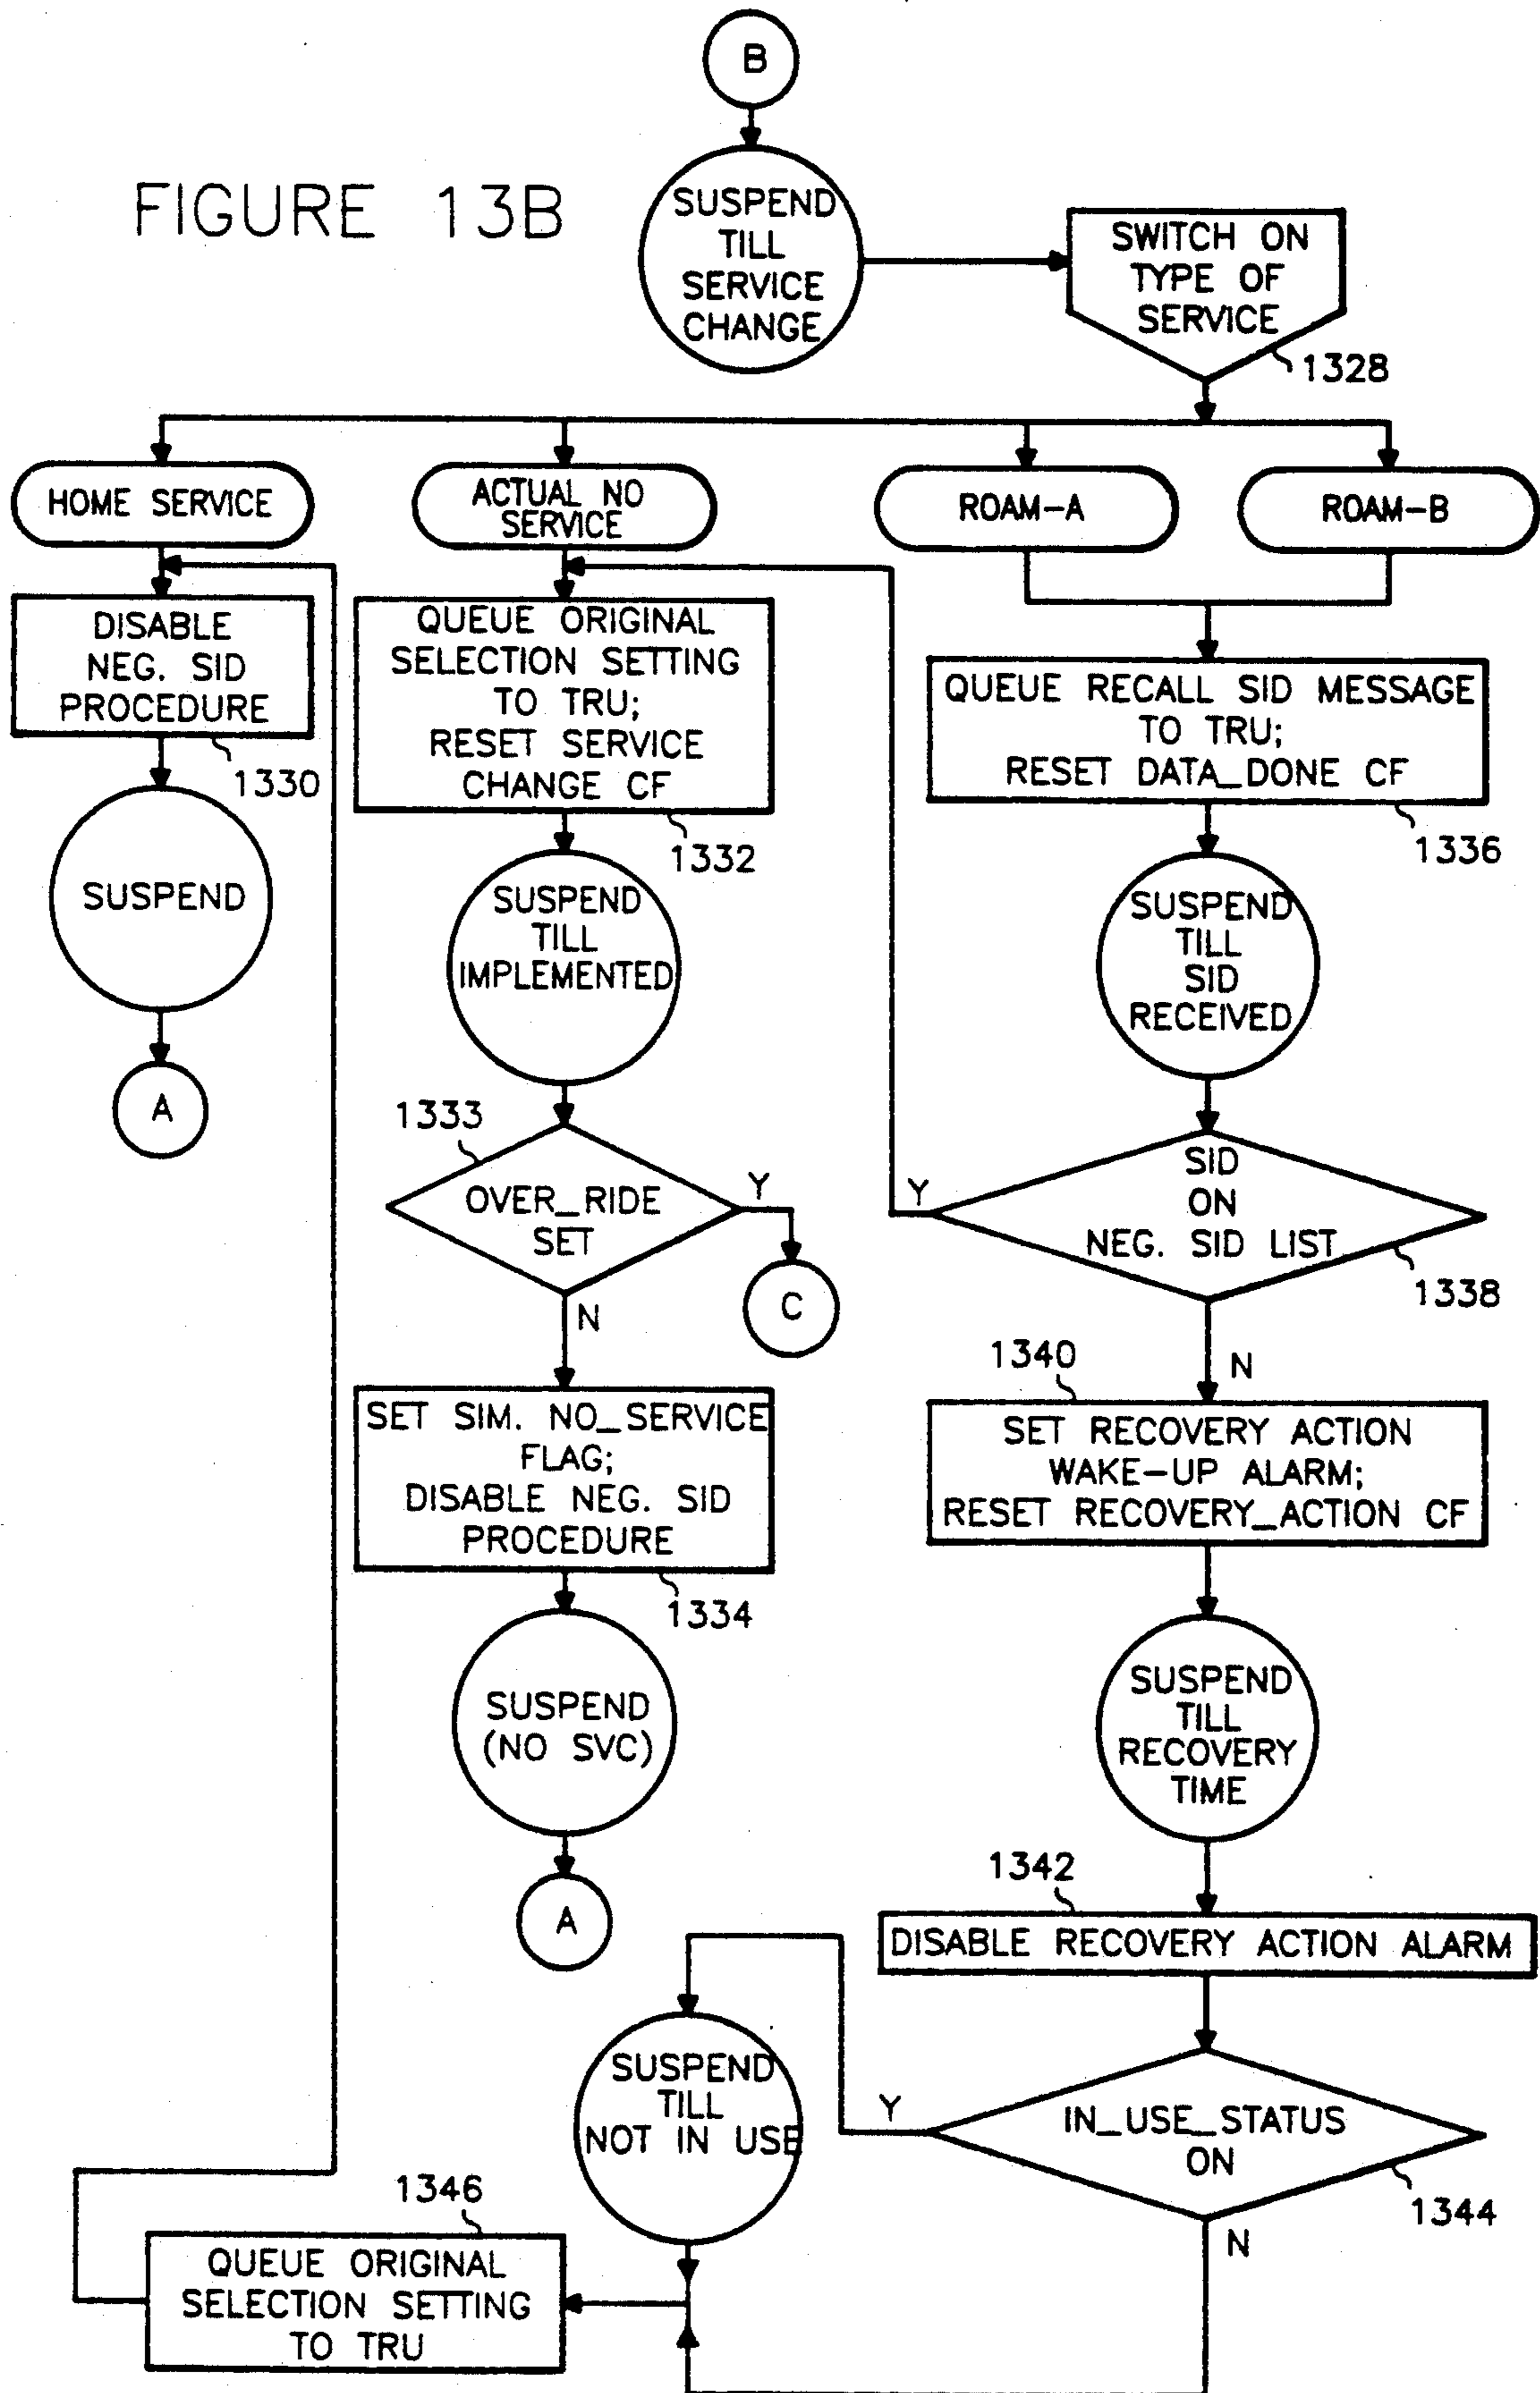 B
FIGURE 13B
SUSPEND
TILL
SERVICE
CHANGE
SWITCH ON
TYPE OF
SERVICE
1328
HOME SERVICE
ACTUAL NO
SERVICE
ROAM-A
ROAM-B
DISABLE
NEG. SID
PROCEDURE
1330
SUSPEND
A
QUEUE ORIGINAL
SELECTION SETTING
TO TRU;
RESET SERVICE
CHANGE CF
1332
SUSPEND
TILL
IMPLEMENTED
1333
OVER_RIDE
SET
Y
C
N
SET SIM. NO_SERVICE
FLAG;
DISABLE NEG. SID
PROCEDURE
1334
SUSPEND
(NO SVC)
A
QUEUE RECALL SID MESSAGE
TO TRU;
RESET DATA_DONE CF
1336
SUSPEND
TILL
SID
RECEIVED
SID
ON
NEG. SID LIST
Y
1338
N
1340
SET RECOVERY ACTION
WAKE-UP ALARM;
RESET RECOVERY_ACTION CF
SUSPEND
TILL
RECOVERY
TIME
1342
DISABLE RECOVERY ACTION ALARM
IN_USE_STATUS
ON
Y
1344
N
SUSPEND
TILL
NOT IN USE
1346
QUEUE ORIGINAL
SELECTION SETTING
TO TRU